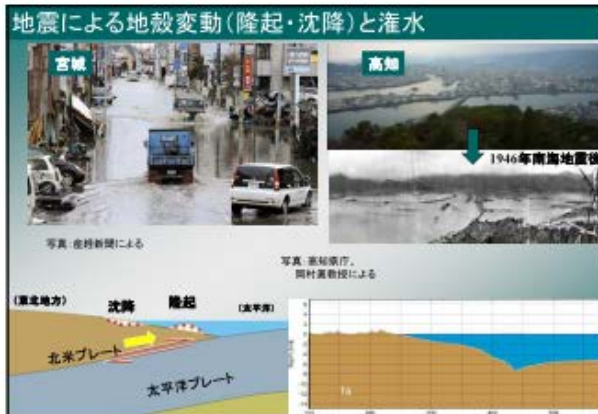 地震による地殻変動(隆起・沈降)と湛水
宮城
高知
1946年南海地震後
写真:産経新聞による
写真:高知県庁、
岡村眞教授による
(東北地方)
沈降
隆起
(太平洋)
北米プレート
太平洋プレート